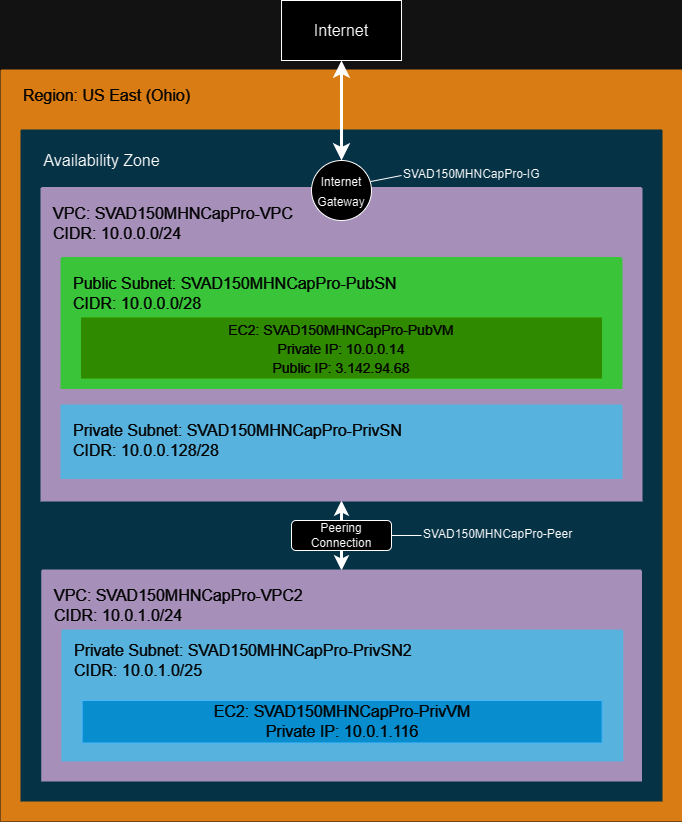 Internet
Region: US East (Ohio)
Availability Zone
Internet
Gateway
SVAD150MHNCapPro-IG
VPC: SVAD150MHNCapPro-VPC
CIDR: 10.0.0.0/24
Public Subnet: SVAD150MHNCapPro-PubSN
CIDR: 10.0.0.0/28
EC2: SVAD150MHNCapPro-PubVM
Private IP: 10.0.0.14
Public IP: 3.142.94.68
Private Subnet: SVAD150MHNCapPro-PrivSN
CIDR: 10.0.0.128/28
Peering
Connection
SVAD150MHNCapPro-Peer
VPC: SVAD150MHNCapPro-VPC2
CIDR: 10.0.1.0/24
Private Subnet: SVAD150MHNCapPro-PrivSN2
CIDR: 10.0.1.0/25
EC2: SVAD150MHNCapPro-PrivVM
Private IP: 10.0.1.116